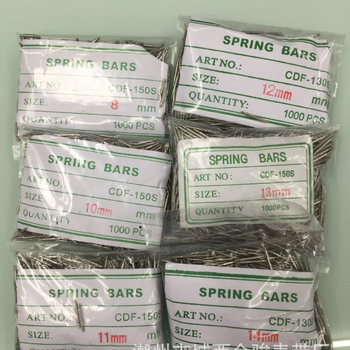 SPRING BARS
ART NO.: CDF-150S
SIZE: 8 mm
QUANTITY: 1000 PCS
SPRING BARS
ART NO.: CDF-130S
SIZE: 12mm m
QUANTITY: 1000 PCS
SPRING BARS
ART NO.: CDF-150S
SIZE: 10mm mm
QUANTITY: 1000 PCS
SPRING BARS
ART NO: CDF-150S
SIZE: 13mm mm
QUANTITY 1000PCS
SPRING BARS
ART NO.: CDF-150
SIZE: 11mm mm
SPRING BARS
ART NO.: CDF-130
SIZE: 14mm m